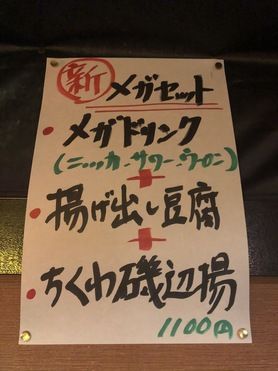 新 メガセット
・メガドリンク
(ニッカ・サワー・ウーロン)
+
・揚げ出し豆腐
+
・ちくわ磯辺揚
1100円